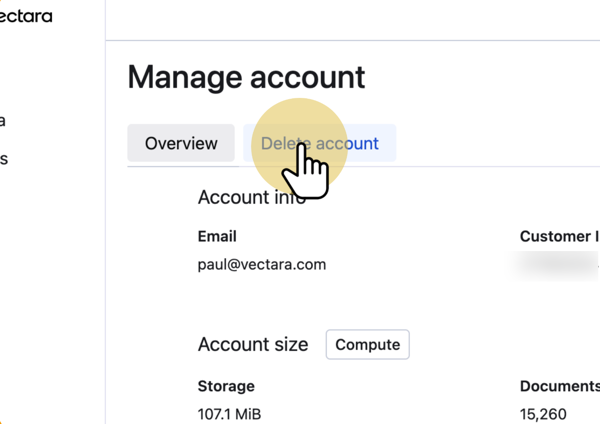 vectara
Manage account
Overview
Delete account
Account info
Email
Customer I
paul@vectara.com
Account size
Compute
Storage
Documents
107.1 MiB
15,260